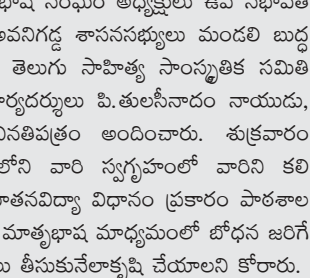 భాషా సంఘం అధ్యక్షులు ఉప సభాపతి
అవనిగడ్డ శాసనసభ్యులు మండలి బుద్ధ
తెలుగు సాహిత్య సాంస్కృతిక సమితి
ర్యదర్శులు పి.తులసీనాదం నాయుడు,
వినతిపత్రం అందించారు. శుక్రవారం
లోని వారి స్వగృహంలో వారిని కలి
తనవిద్యా విధానం ప్రకారం పాఠశాల
మాతృభాష మాధ్యమంలో బోధన జరిగే
లు తీసుకునేలాకృషి చేయాలని కోరారు.